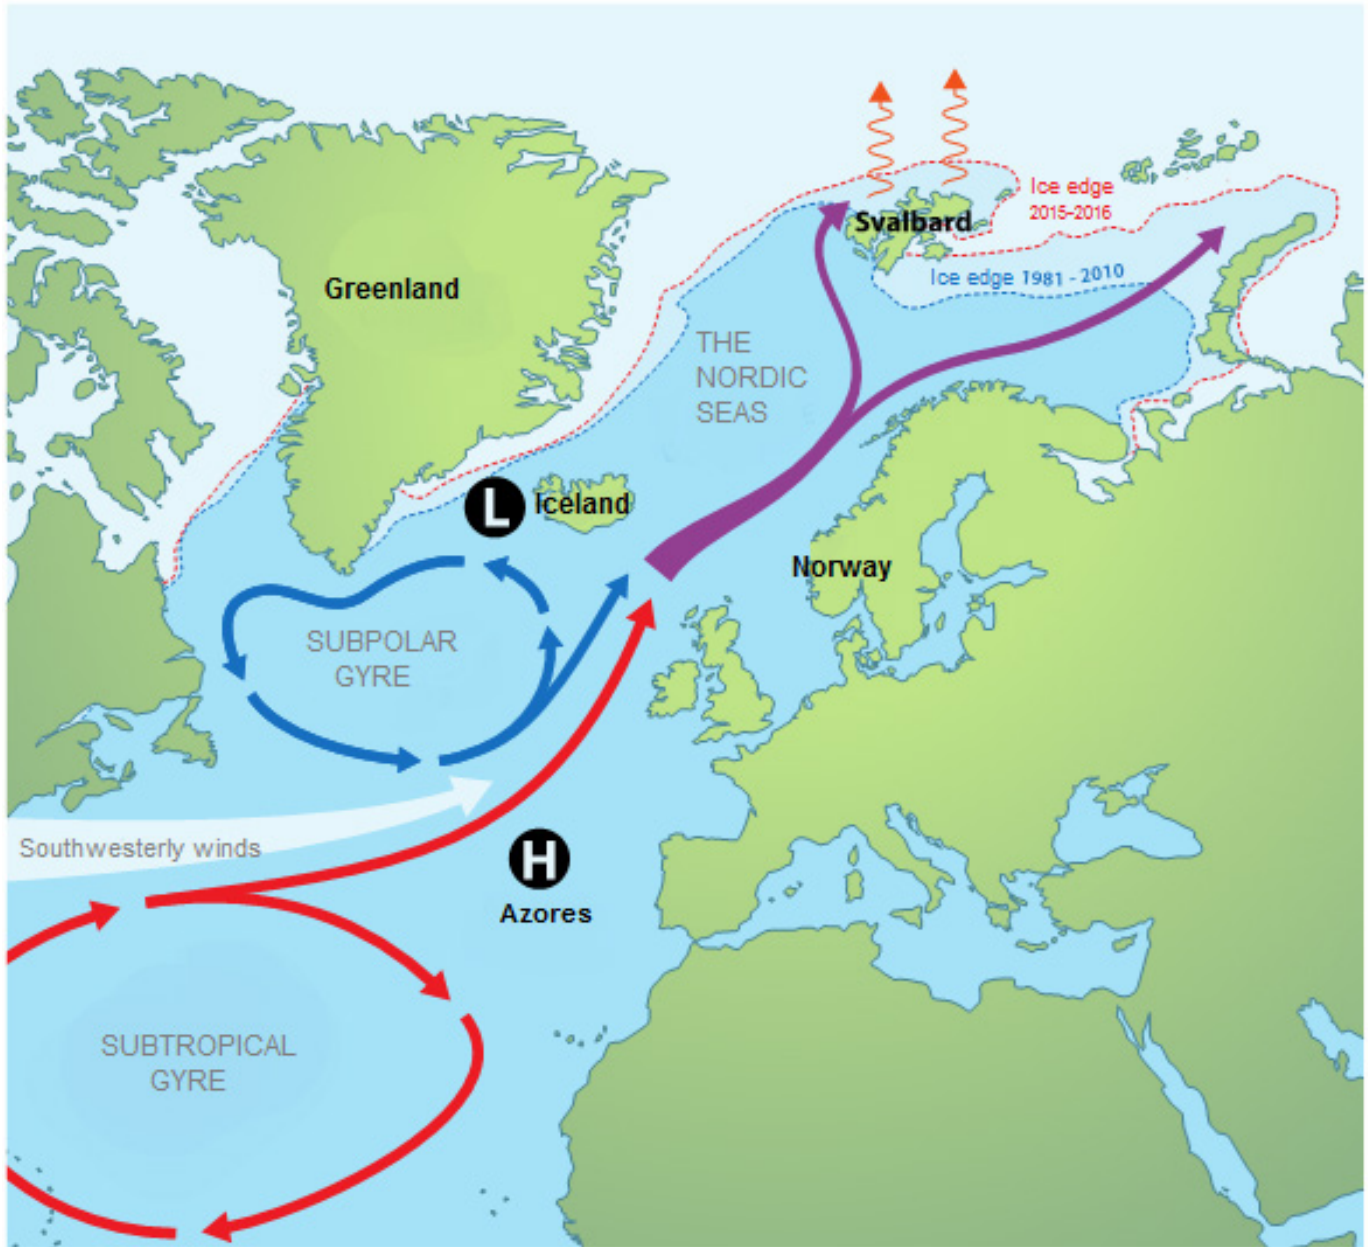 Ice edge
2015-2016
Svalbard
Ice edge 1981 - 2010
Greenland
THE
NORDIC
SEAS
L
Iceland
Norway
SUBPOLAR
GYRE
Southwesterly winds
H
Azores
SUBTROPICAL
GYRE